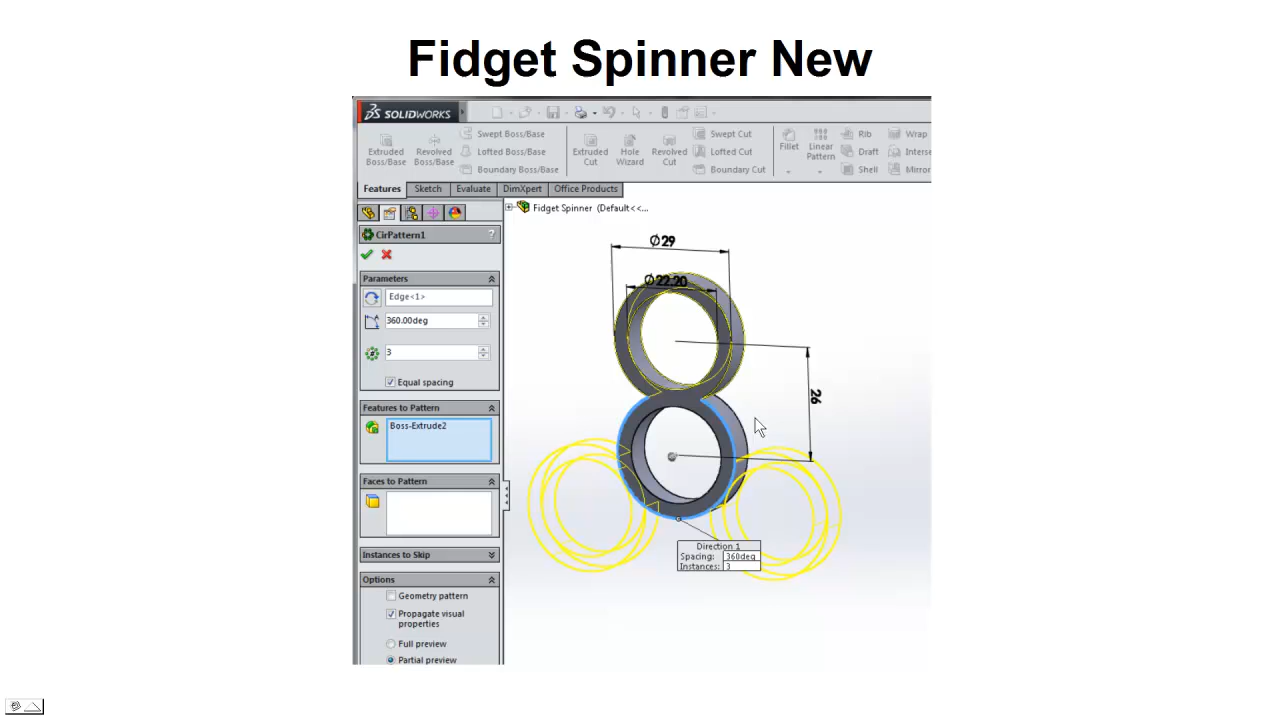 Fidget Spinner New
SOLIDWORKS
Extruded Boss/Base
Revolved Boss/Base
Swept Boss/Base
Lofted Boss/Base
Boundary Boss/Base
Extruded Cut
Hole Wizard
Revolved Cut
Swept Cut
Lofted Cut
Boundary Cut
Fillet
Linear Pattern
Rib
Draft
Shell
Wrap
Interse
Mirror
Features
Sketch
Evaluate
DimXpert
Office Products
Fidget Spinner (Default<<...
CirPattern1
?
Parameters
Edge<1>
360.00deg
3
Equal spacing
Features to Pattern
Boss-Extrude2
Faces to Pattern
Instances to Skip
Options
Geometry pattern
Propagate visual
properties
Full preview
Partial preview
Ø29
Ø22.20
26
Direction 1
Spacing: 360deg
Instances: 3